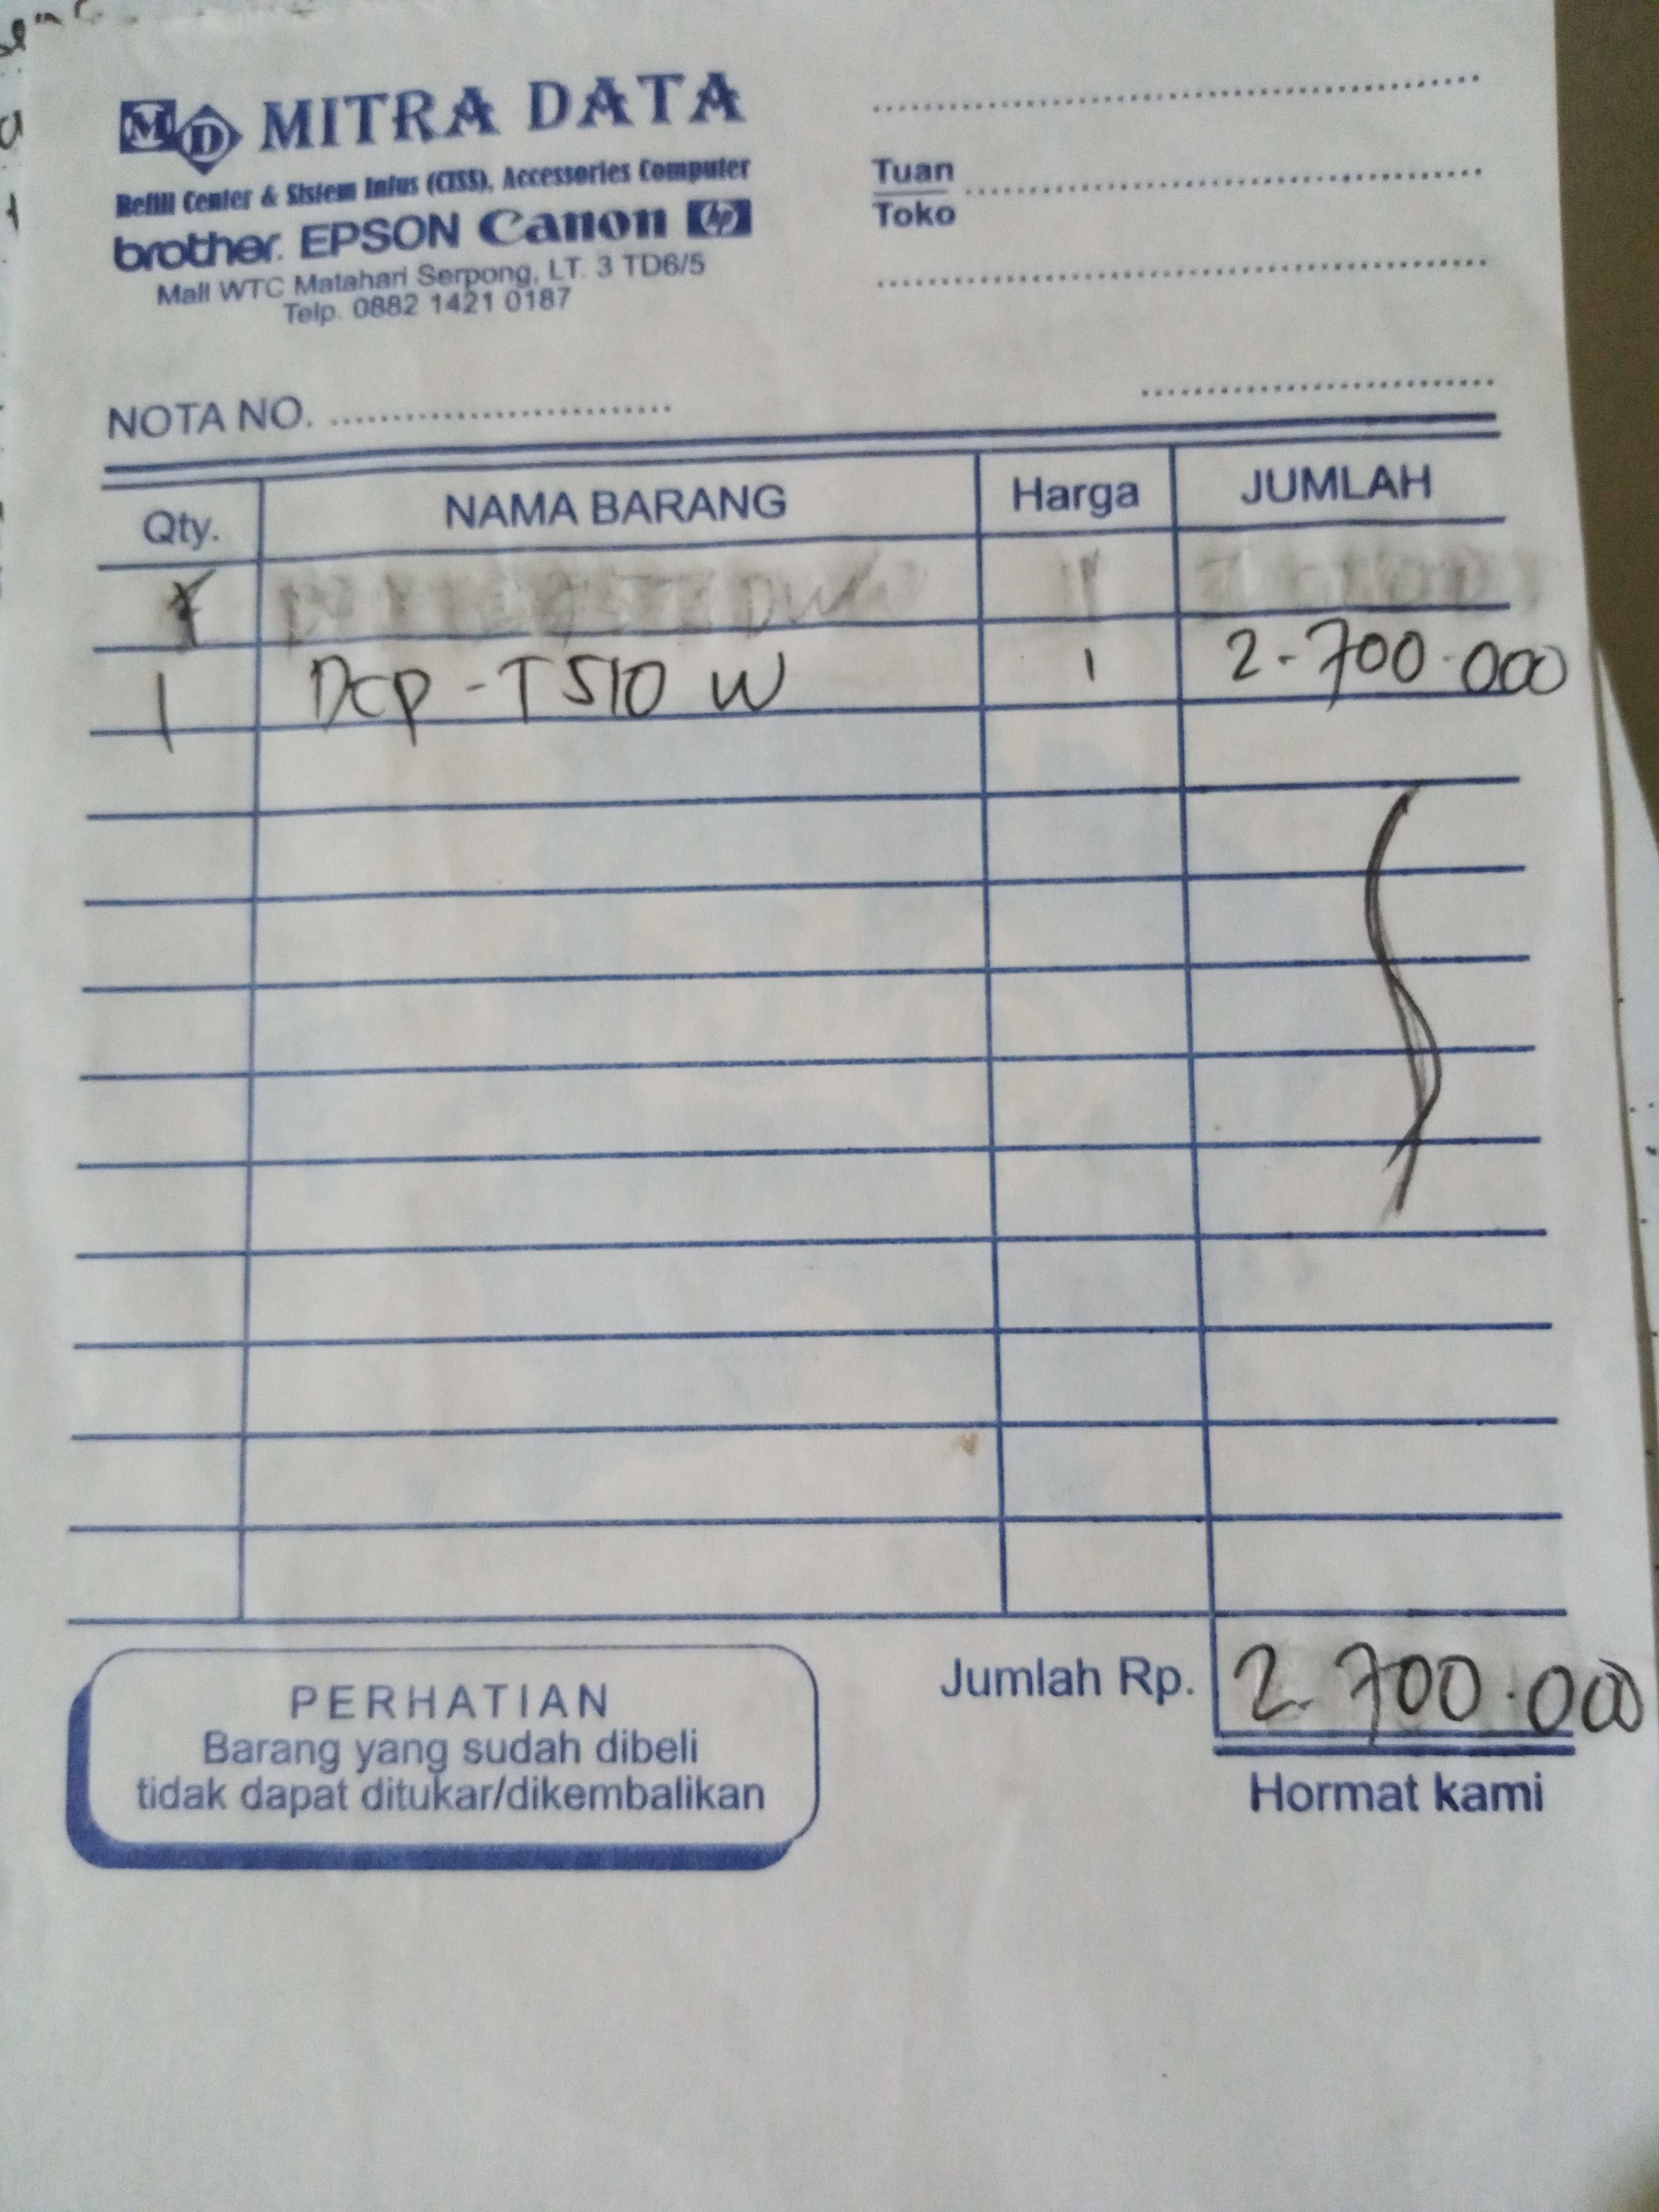 MD MITRA DATA
Refill Center & Sistem Infus (CISS), Accessories Computer
brother. EPSON Canon hp
Mall WTC Matahari Serpong, LT. 3 TD6/5
Telp. 0882 1421 0187
Tuan
Toko
NOTA NO.
Qty. NAMA BARANG Harga JUMLAH
1 DCP - T510 W 1 2.700.000
Jumlah Rp. 2.700.000
PERHATIAN
Barang yang sudah dibeli
tidak dapat ditukar/dikembalikan
Hormat kami